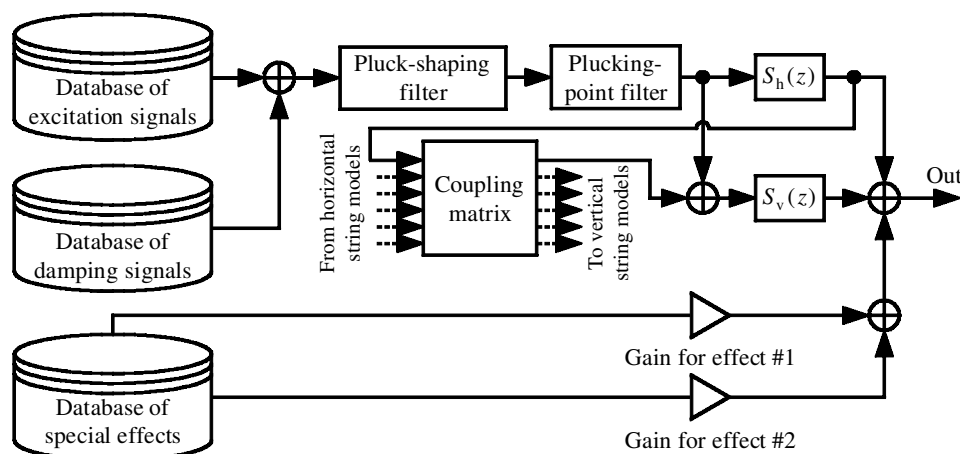 Database of
excitation signals
Pluck-shaping
filter
Plucking-
point filter
S_h(z)
From horizontal
string models
Coupling
matrix
To vertical
string models
S_v(z)
Out
Database of
damping signals
Gain for effect #1
Database of
special effects
Gain for effect #2